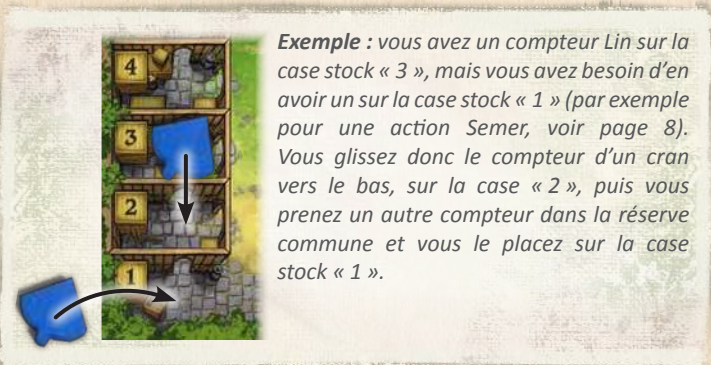 Exemple : vous avez un compteur Lin sur la
case stock « 3 », mais vous avez besoin d’en
avoir un sur la case stock « 1 » (par exemple
pour une action Semer, voir page 8).
Vous glissez donc le compteur d’un cran
vers le bas, sur la case « 2 », puis vous
prenez un autre compteur dans la réserve
commune et vous le placez sur la case
stock « 1 ».
4
3
2
1